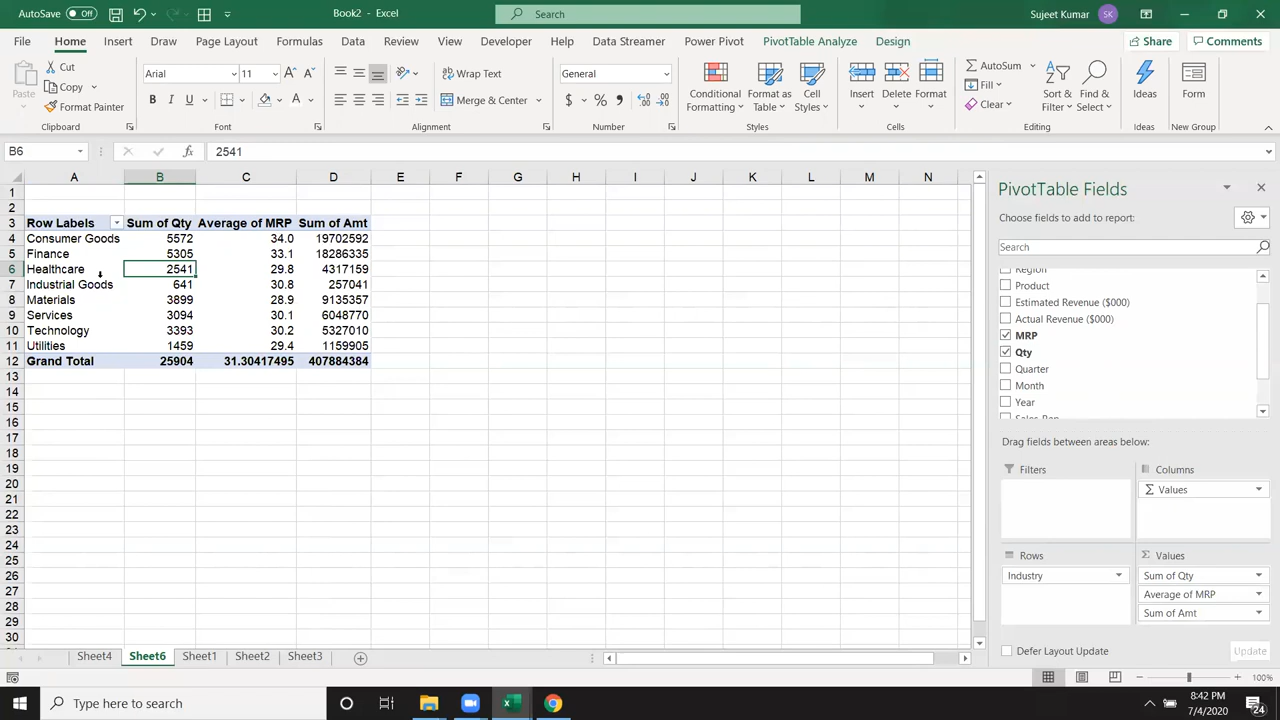 AutoSave Off Book2 - Excel Search Sujeet Kumar SK
File Home Insert Draw Page Layout Formulas Data Review View Developer Help Data Streamer Power Pivot PivotTable Analyze Design Share Comments
Paste Cut Copy Format Painter Clipboard
Arial 11 B I U A Font
Wrap Text Merge & Center Alignment
General $ % Number
Conditional Formatting Format as Table Cell Styles Styles
Insert Delete Format Cells
AutoSum Fill Clear Sort & Filter Find & Select Editing
Ideas Ideas
Form New Group
B6 fx 2541
A B C D E F G H I J K L M N
1
2
3 Row Labels Sum of Qty Average of MRP Sum of Amt
4 Consumer Goods 5572 34.0 19702592
5 Finance 5305 33.1 18286335
6 Healthcare 2541 29.8 4317159
7 Industrial Goods 641 30.8 257041
8 Materials 3899 28.9 9135357
9 Services 3094 30.1 6048770
10 Technology 3393 30.2 5327010
11 Utilities 1459 29.4 1159905
12 Grand Total 25904 31.30417495 407884384
13
14
15
16
17
18
19
20
21
22
23
24
25
26
27
28
29
30
PivotTable Fields
Choose fields to add to report:
Search
Region
Product
Estimated Revenue ($000)
Actual Revenue ($000)
MRP
Qty
Quarter
Month
Year
Sales Rep
Drag fields between areas below:
Filters Columns
Values
Rows Values
Industry Sum of Qty
Average of MRP
Sum of Amt
Defer Layout Update Update
Sheet4 Sheet6 Sheet1 Sheet2 Sheet3
100%
Type here to search
8:42 PM
7/4/2020
24